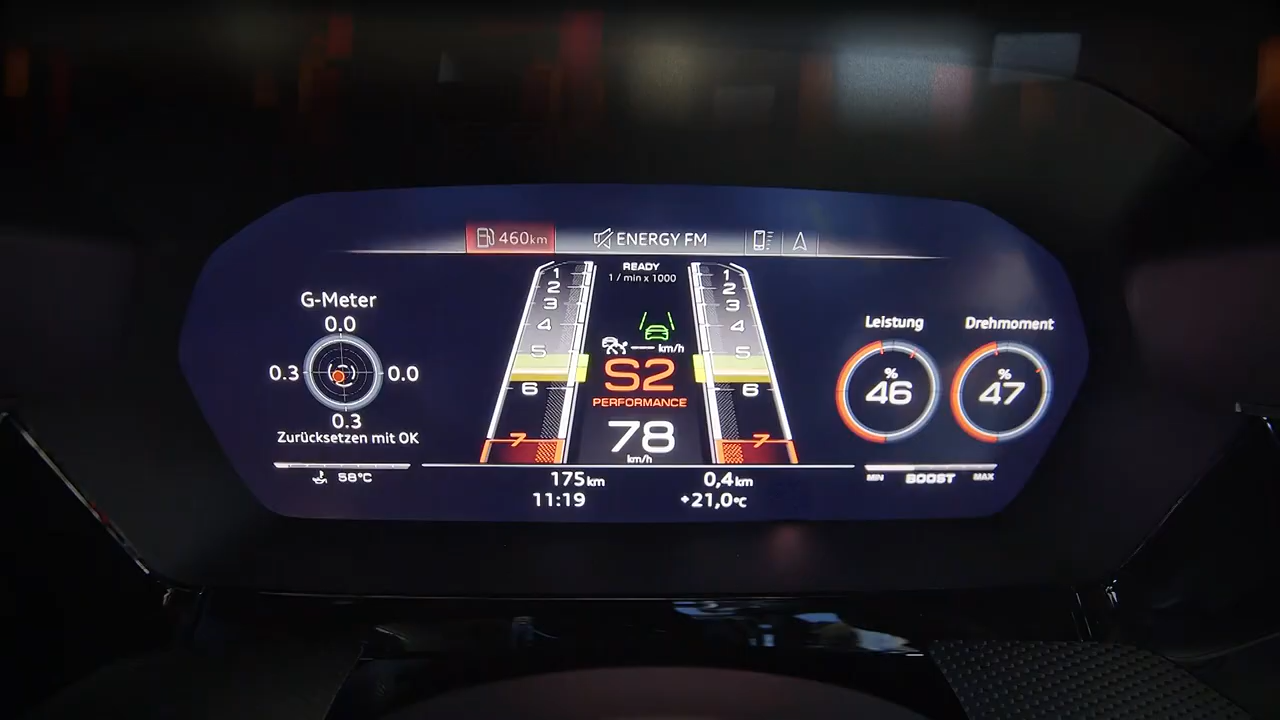 460km
ENERGY FM
READY
1 / min x 1000
1 1
2 2
3 3
4 4
5 5
6 6
7 7
km/h
S2
PERFORMANCE
78
km/h
G-Meter
0.0
0.3 0.0
0.3
Zurücksetzen mit OK
58°C
Leistung Drehmoment
% %
46 47
MIN BOOST MAX
175km 0,4km
11:19 +21,0°C